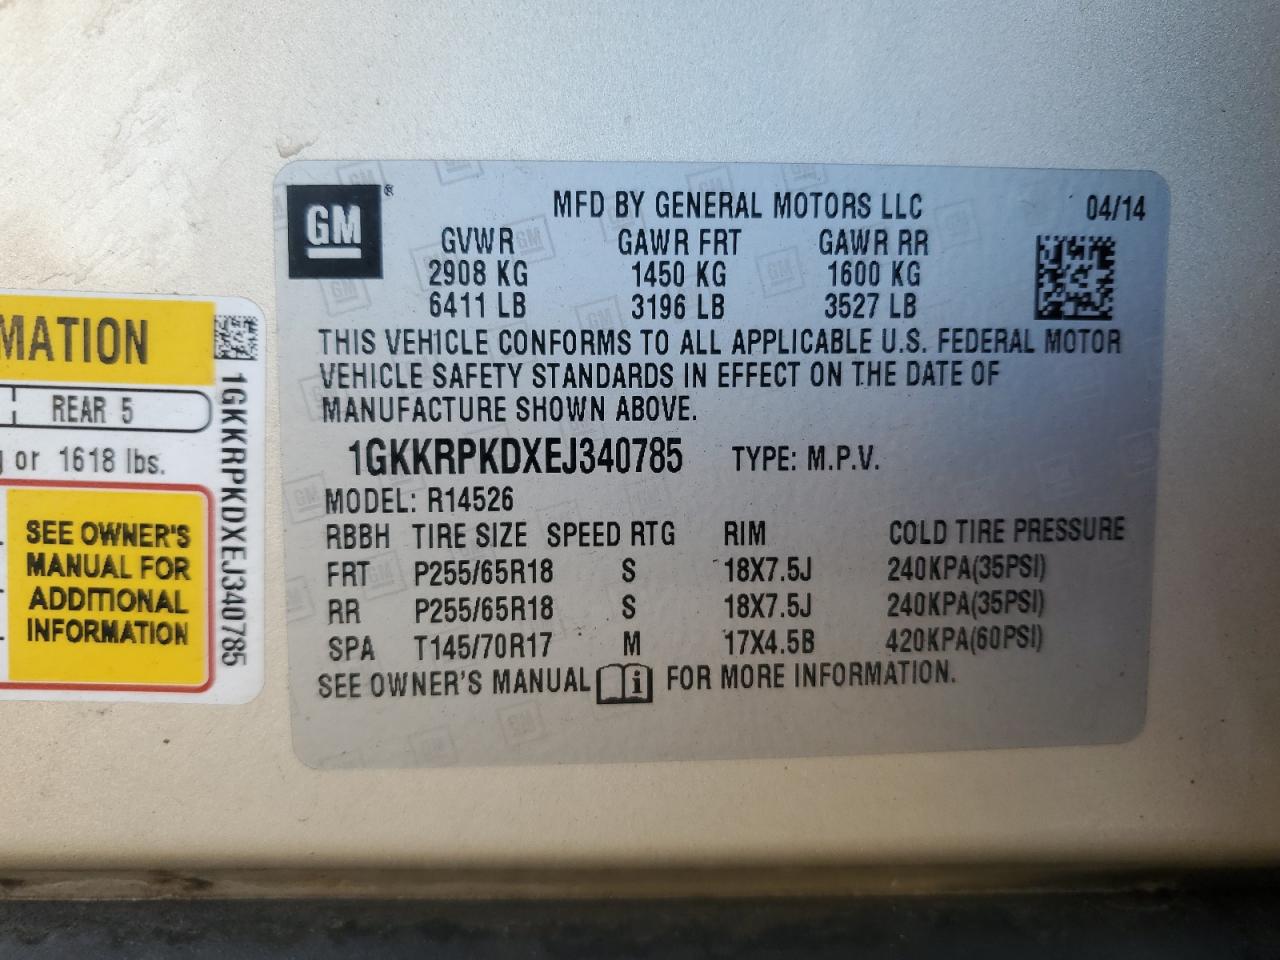 GM®
MFD BY GENERAL MOTORS LLC 04/14
GVWR GAWR FRT GAWR RR
2908 KG 1450 KG 1600 KG
6411 LB 3196 LB 3527 LB
THIS VEHICLE CONFORMS TO ALL APPLICABLE U.S. FEDERAL MOTOR
VEHICLE SAFETY STANDARDS IN EFFECT ON THE DATE OF
MANUFACTURE SHOWN ABOVE.
1GKKRPKDXEJ340785 TYPE: M.P.V.
MODEL: R14526
RBBH TIRE SIZE SPEED RTG RIM COLD TIRE PRESSURE
FRT P255/65R18 S 18X7.5J 240KPA(35PSI)
RR P255/65R18 S 18X7.5J 240KPA(35PSI)
SPA T145/70R17 M 17X4.5B 420KPA(60PSI)
SEE OWNER'S MANUAL i FOR MORE INFORMATION.
MATION
REAR 5
or 1618 lbs.
SEE OWNER'S
MANUAL FOR
ADDITIONAL
INFORMATION
1GKKRPKDXEJ340785